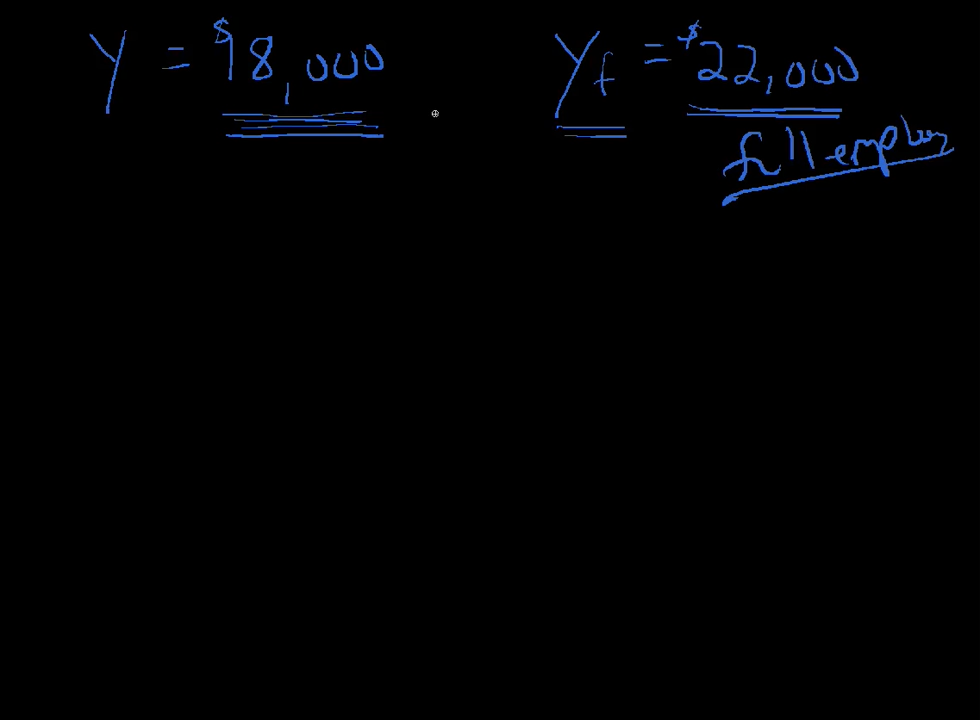 Y = $18,000
Yf = $22,000
full employ